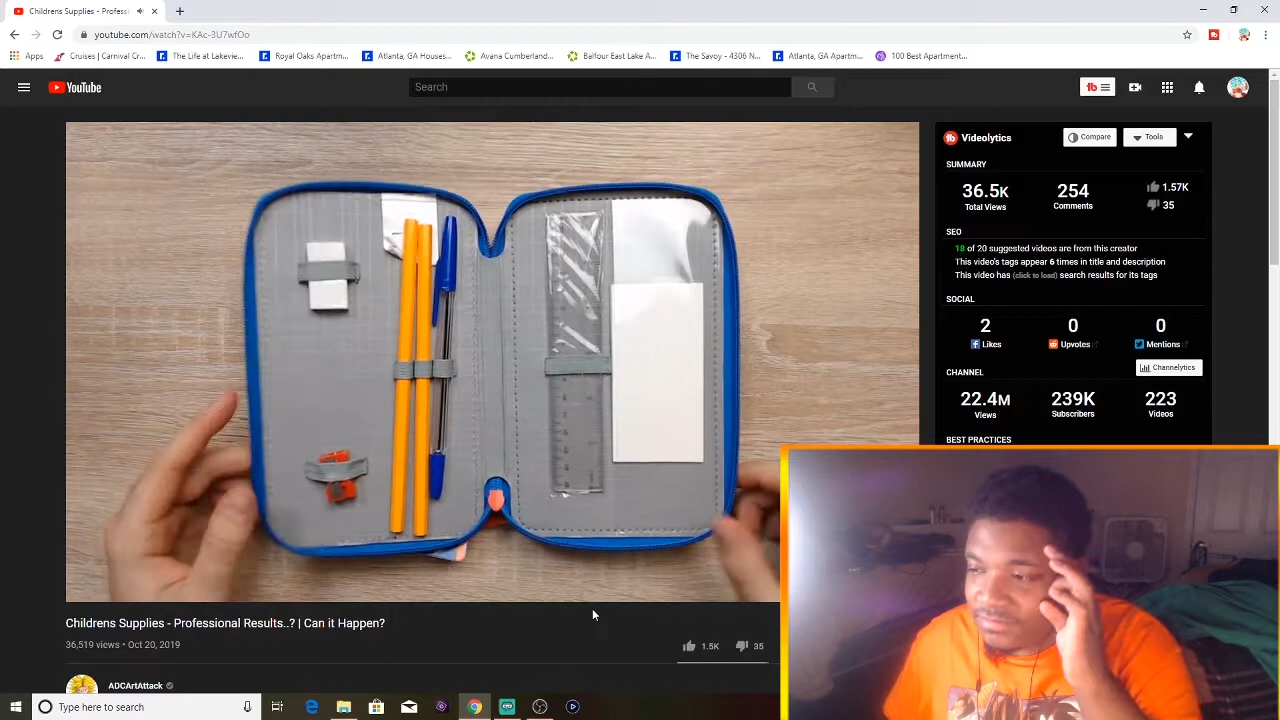 Childrens Supplies - Professi
youtube.com/watch?v=KAc-3U7wfOo
Apps
Cruises | Carnival Cr...
The Life at Lakevie...
Royal Oaks Apartm...
Atlanta, GA Houses...
Avana Cumberland...
Balfour East Lake A...
The Savoy - 4306 N...
Atlanta, GA Apartm...
100 Best Apartment...
YouTube
Search
Videolytics
Compare
Tools
SUMMARY
36.5K
Total Views
254
Comments
1.57K
35
SEO
18 of 20 suggested videos are from this creator
This video's tags appear 6 times in title and description
This video has (click to load) search results for its tags
SOCIAL
2
Likes
0
Upvotes
0
Mentions
CHANNEL
Channelytics
22.4M
Views
239K
Subscribers
223
Videos
BEST PRACTICES
Childrens Supplies - Professional Results..? | Can it Happen?
36,519 views • Oct 20, 2019
1.5K
35
ADCArtAttack
Type here to search